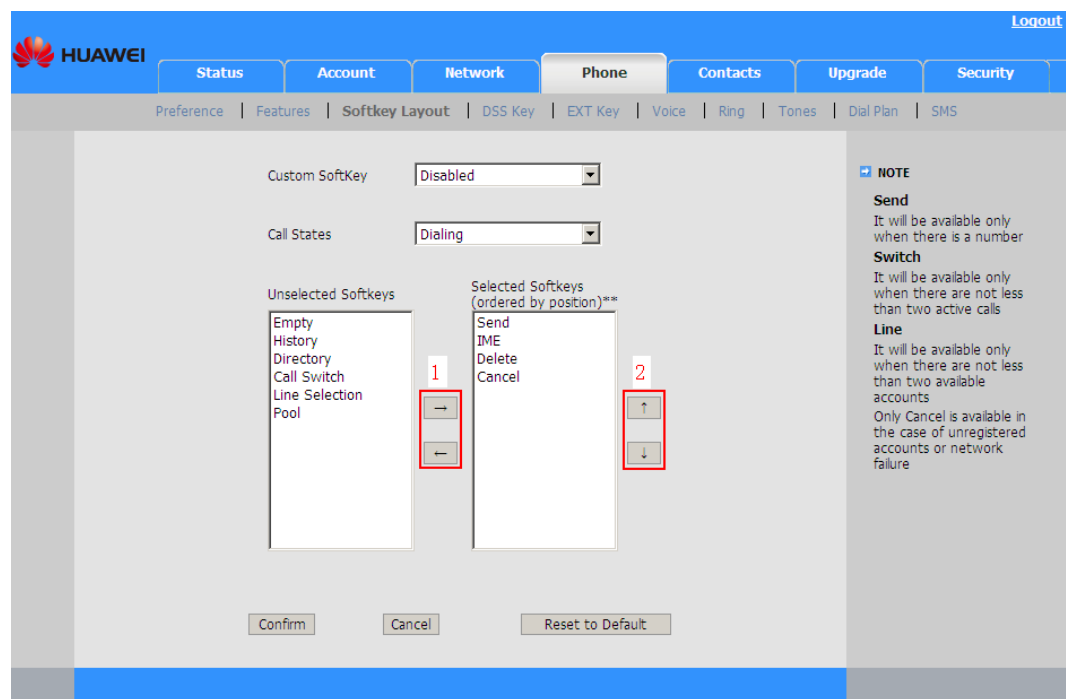 Logout
HUAWEI
Status Account Network Phone Contacts Upgrade Security
Preference | Features | Softkey Layout | DSS Key | EXT Key | Voice | Ring | Tones | Dial Plan | SMS
Custom SoftKey Disabled
Call States Dialing
Unselected Softkeys
Empty
History
Directory
Call Switch
Line Selection
Pool
1
→
←
Selected Softkeys
(ordered by position)**
Send
IME
Delete
Cancel
2
↑
↓
Confirm Cancel Reset to Default
NOTE
Send
It will be available only
when there is a number
Switch
It will be available only
when there are not less
than two active calls
Line
It will be available only
when there are not less
than two available
accounts
Only Cancel is available in
the case of unregistered
accounts or network
failure